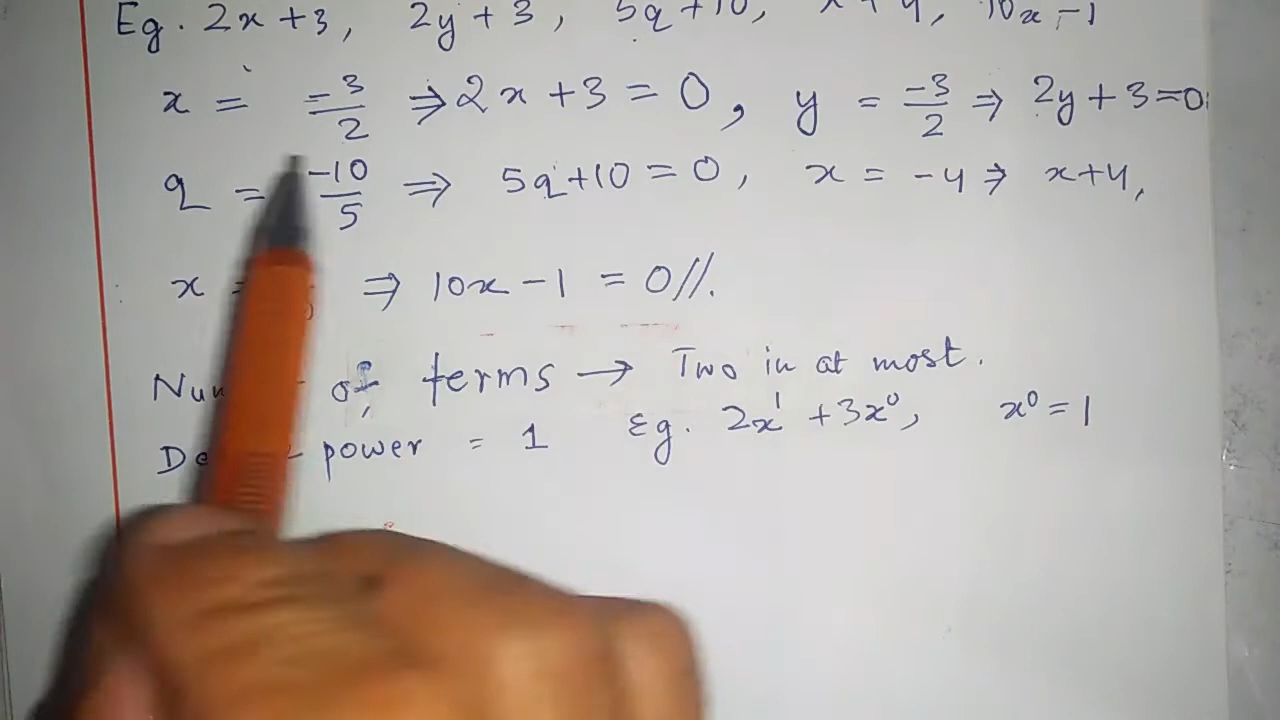 Eg. 2x+3, 2y+3, 5q+10, x+4, 10x-1
x = -3/2 ⇒ 2x+3=0, y = -3/2 ⇒ 2y+3=0
q = -10/5 ⇒ 5q+10=0, x = -4 ⇒ x+4,
x ⇒ 10x-1 = 0//.
of terms → Two in at most.
power = 1 Eg. 2x¹ +3x⁰, x⁰=1